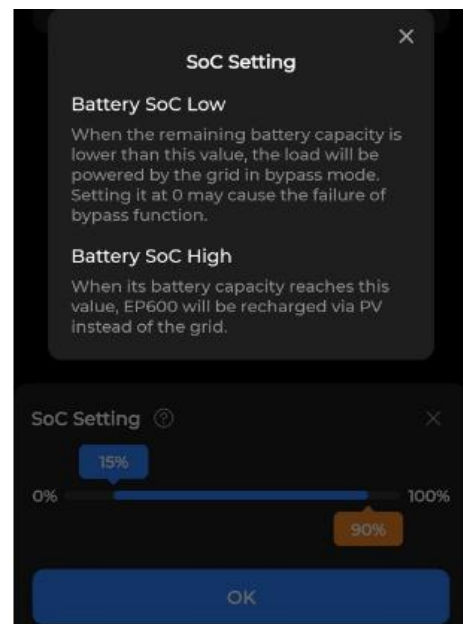 SoC Setting
Battery SoC Low
When the remaining battery capacity is
lower than this value, the load will be
powered by the grid in bypass mode.
Setting it at 0 may cause the failure of
bypass function.
Battery SoC High
When its battery capacity reaches this
value, EP600 will be recharged via PV
instead of the grid.
SoC Setting
15%
0% 100%
90%
OK